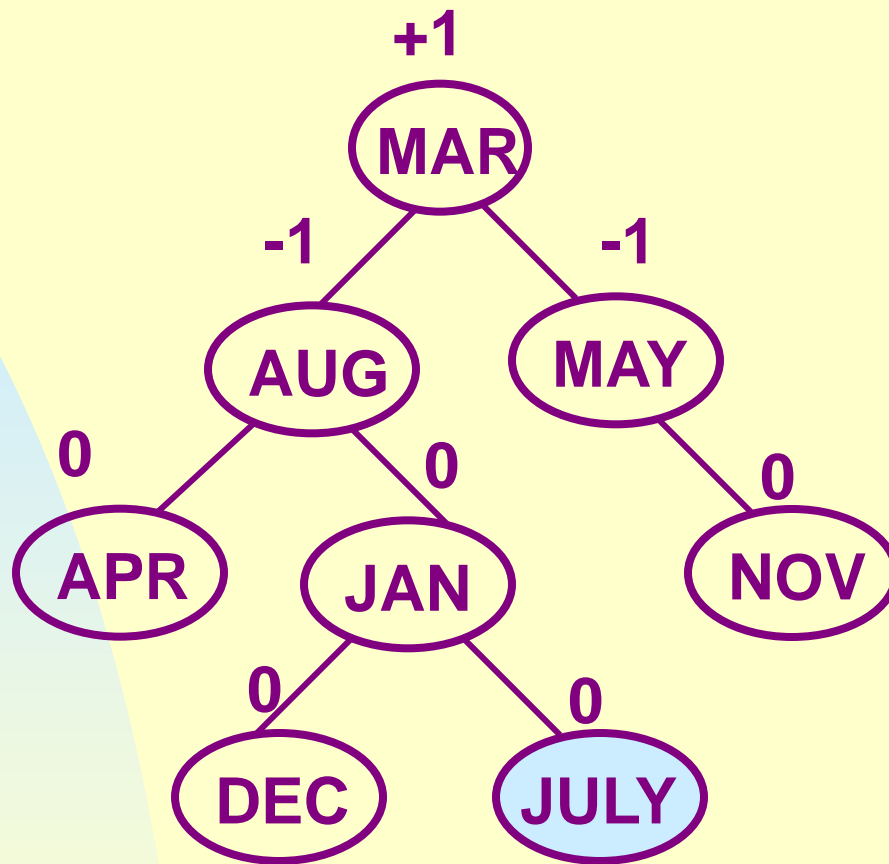 +1
MAR
-1 -1
AUG MAY
0 0 0
APR JAN NOV
0 0
DEC JULY